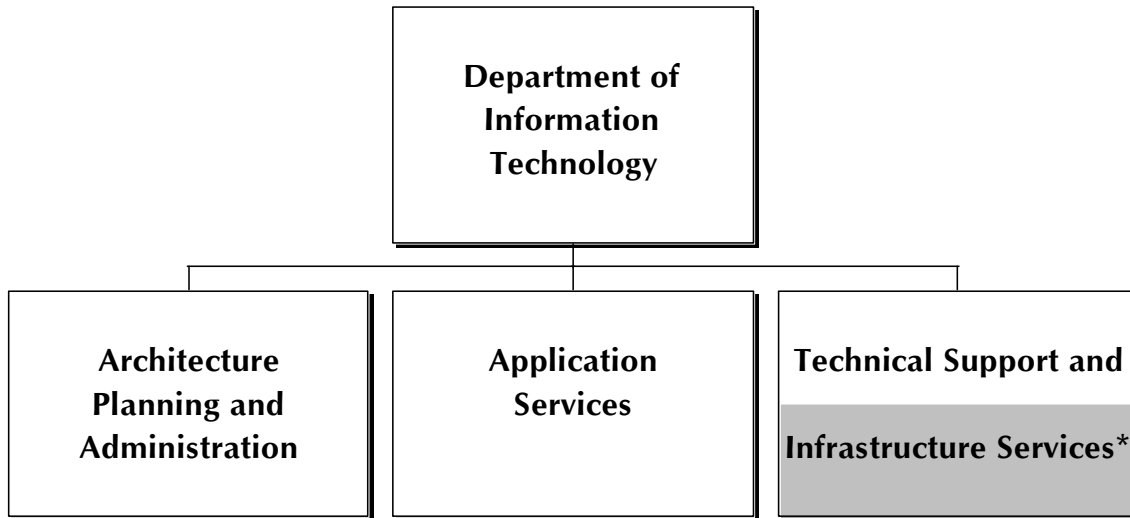 Department of
Information
Technology
Architecture
Planning and
Administration
Application
Services
Technical Support and
Infrastructure Services*